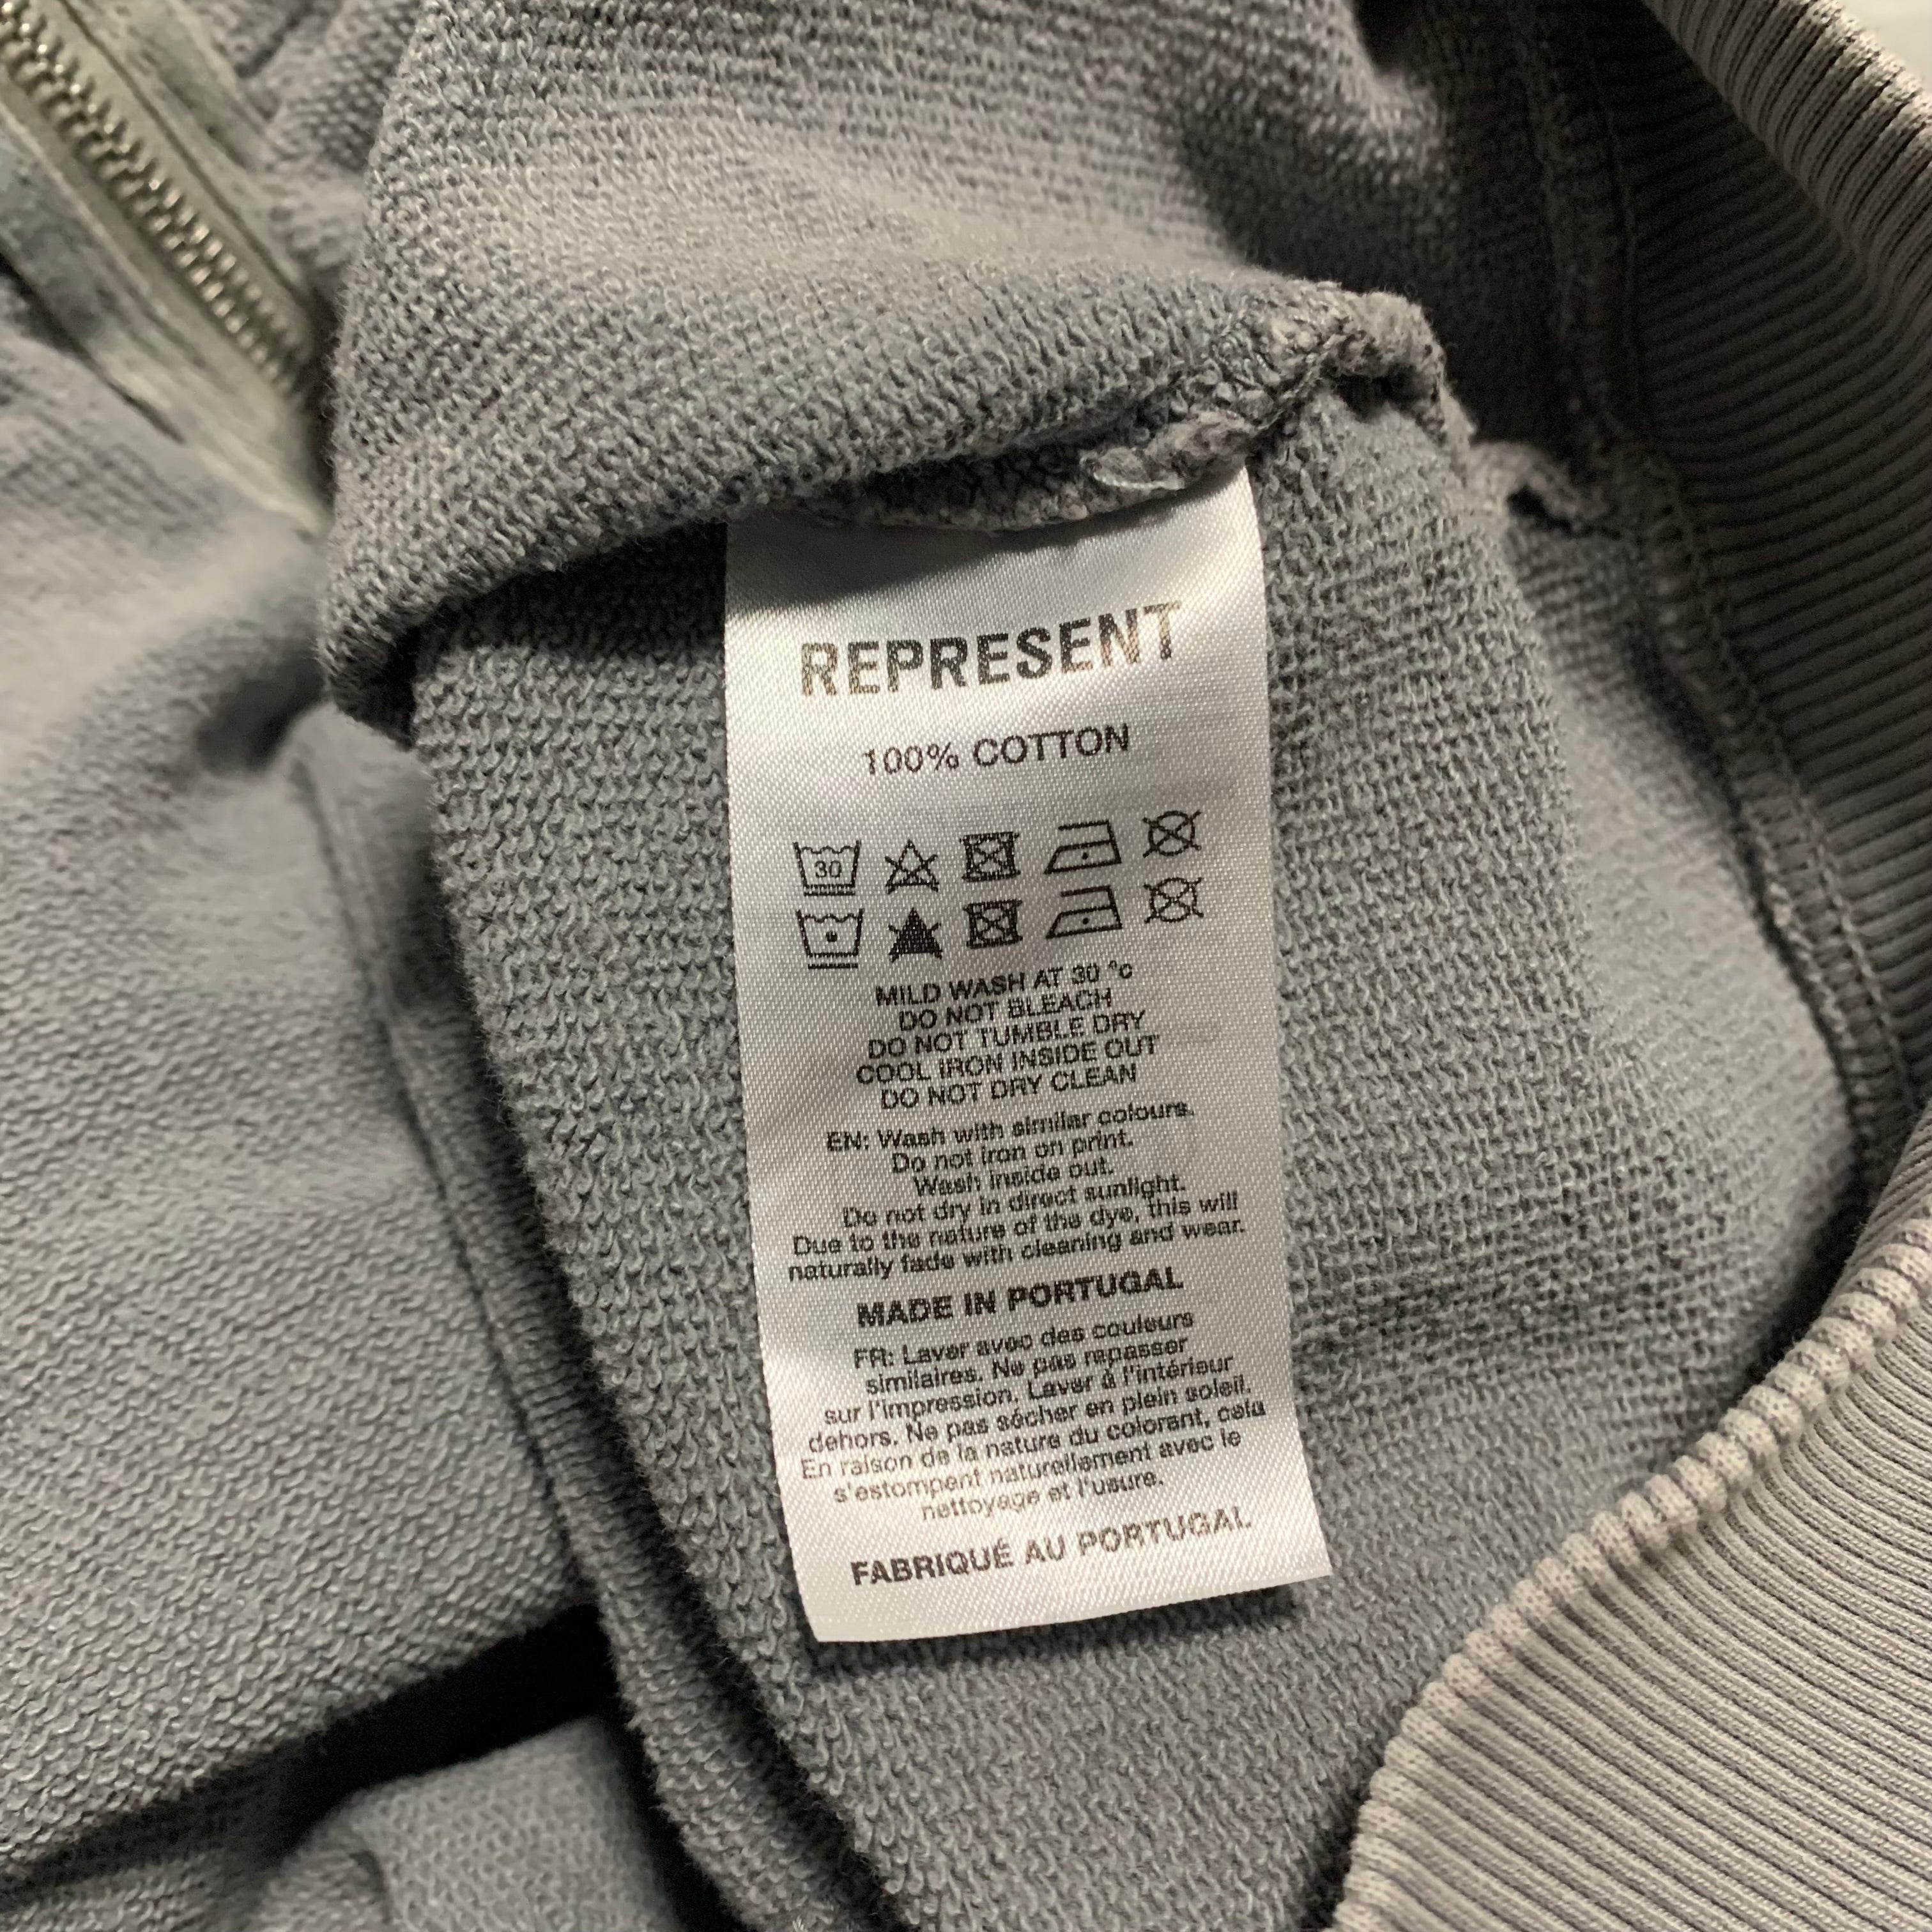 REPRESENT
100% COTTON
30
MILD WASH AT 30 °c
DO NOT BLEACH
DO NOT TUMBLE DRY
COOL IRON INSIDE OUT
DO NOT DRY CLEAN
EN: Wash with similar colours.
Do not iron on print.
Wash inside out.
Do not dry in direct sunlight.
Due to the nature of the dye, this will
naturally fade with cleaning and wear.
MADE IN PORTUGAL
FR: Laver avec des couleurs
similaires. Ne pas repasser
sur l'impression. Laver à l'intérieur
dehors. Ne pas sécher en plein soleil.
En raison de la nature du colorant, cela
s'estompent naturellement avec le
nettoyage et l'usure.
FABRIQUÉ AU PORTUGAL